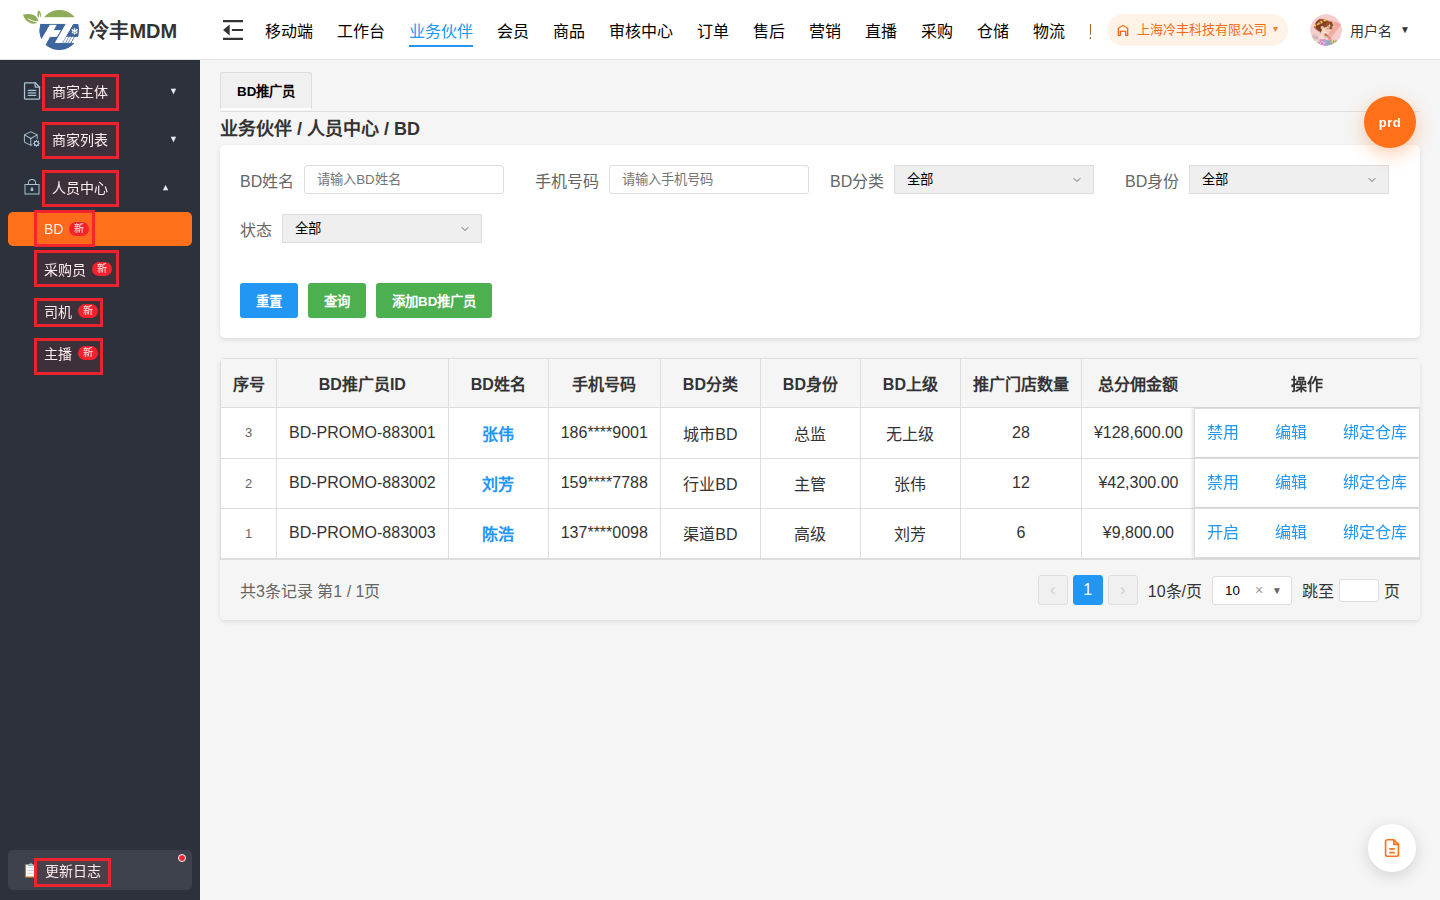 冷丰MDM
移动端 工作台 业务伙伴 会员 商品 审核中心 订单 售后 营销 直播 采购 仓储 物流
上海冷丰科技有限公司
用户名
商家主体
商家列表
人员中心
BD 新
采购员 新
司机 新
主播 新
更新日志
BD推广员
prd
业务伙伴 / 人员中心 / BD
BD姓名 请输入BD姓名 手机号码 请输入手机号码 BD分类 全部 BD身份 全部
状态 全部
重置 查询 添加BD推广员
序号 BD推广员ID BD姓名 手机号码 BD分类 BD身份 BD上级 推广门店数量 总分佣金额 操作
3 BD-PROMO-883001 张伟 186****9001 城市BD 总监 无上级 28 ¥128,600.00 禁用 编辑 绑定仓库
2 BD-PROMO-883002 刘芳 159****7788 行业BD 主管 张伟 12 ¥42,300.00 禁用 编辑 绑定仓库
1 BD-PROMO-883003 陈浩 137****0098 渠道BD 高级 刘芳 6 ¥9,800.00 开启 编辑 绑定仓库
共3条记录 第1 / 1页
‹ 1 › 10条/页 10 × 跳至 页